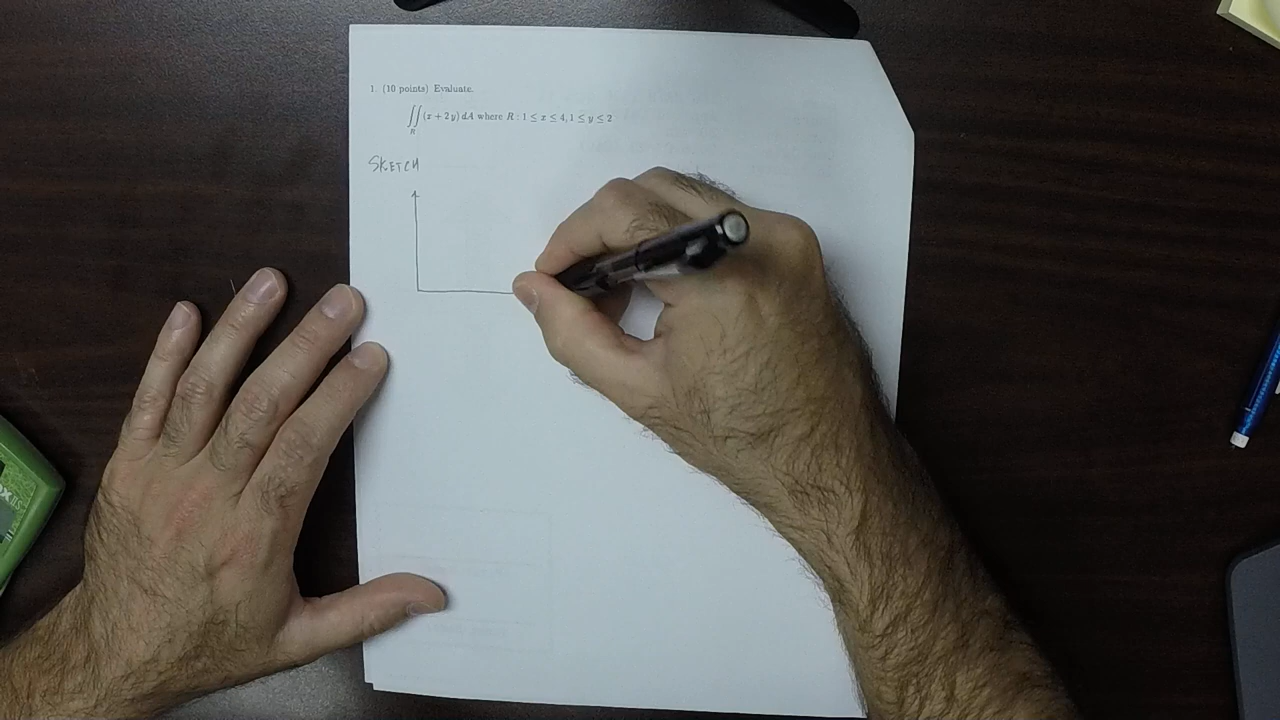 1. (10 points) Evaluate.
∬_R (x + 2y) dA where R : 1 ≤ x ≤ 4, 1 ≤ y ≤ 2
SKETCH